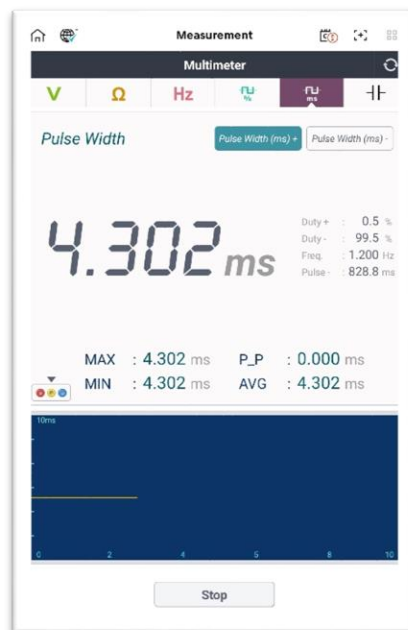 Measurement
Multimeter
V Ω Hz % ms
Pulse Width Pulse Width (ms) + Pulse Width (ms) -
4.302 ms
Duty + : 0.5 %
Duty - : 99.5 %
Freq. : 1.200 Hz
Pulse - : 828.8 ms
MAX : 4.302 ms P_P : 0.000 ms
MIN : 4.302 ms AVG : 4.302 ms
10ms
0 2 4 5 8 10
Stop